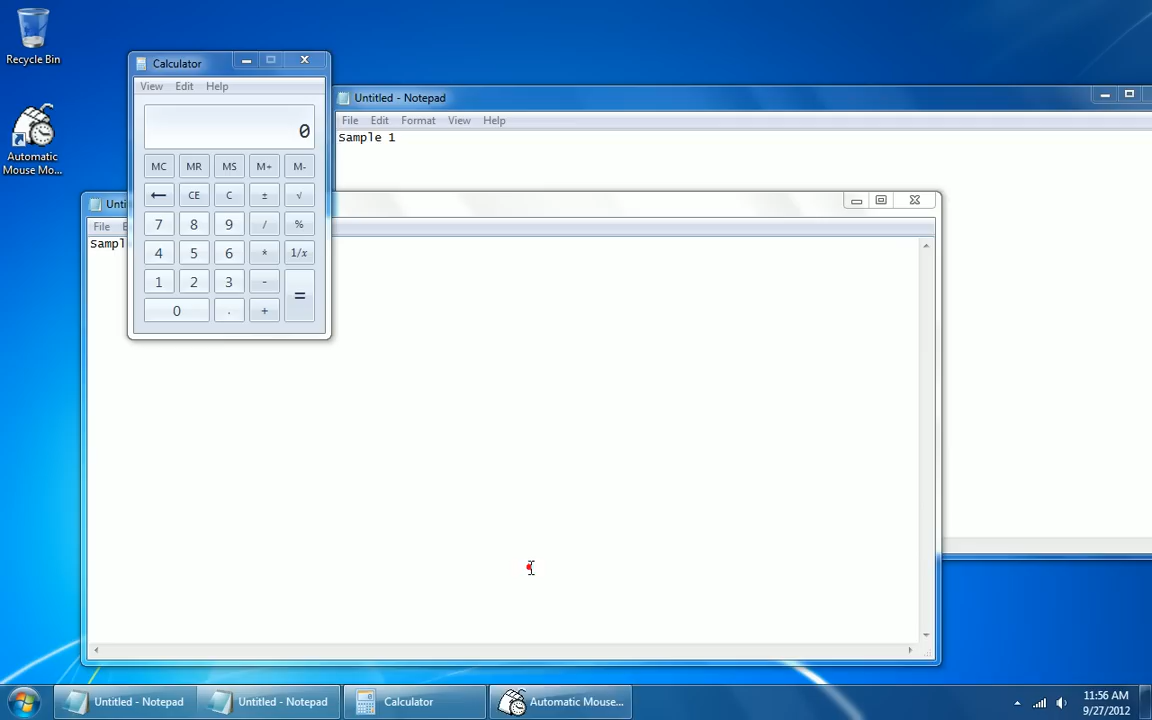 Recycle Bin
Automatic
Mouse Mo...
Calculator
View Edit Help
0
MC MR MS M+ M-
← CE C ± √
7 8 9 / %
4 5 6 * 1/x
1 2 3 - =
0 . +
Untitled - Notepad
File Edit Format View Help
Sample 1
Unti
File E
Sampl
Untitled - Notepad
Untitled - Notepad
Calculator
Automatic Mouse...
11:56 AM
9/27/2012